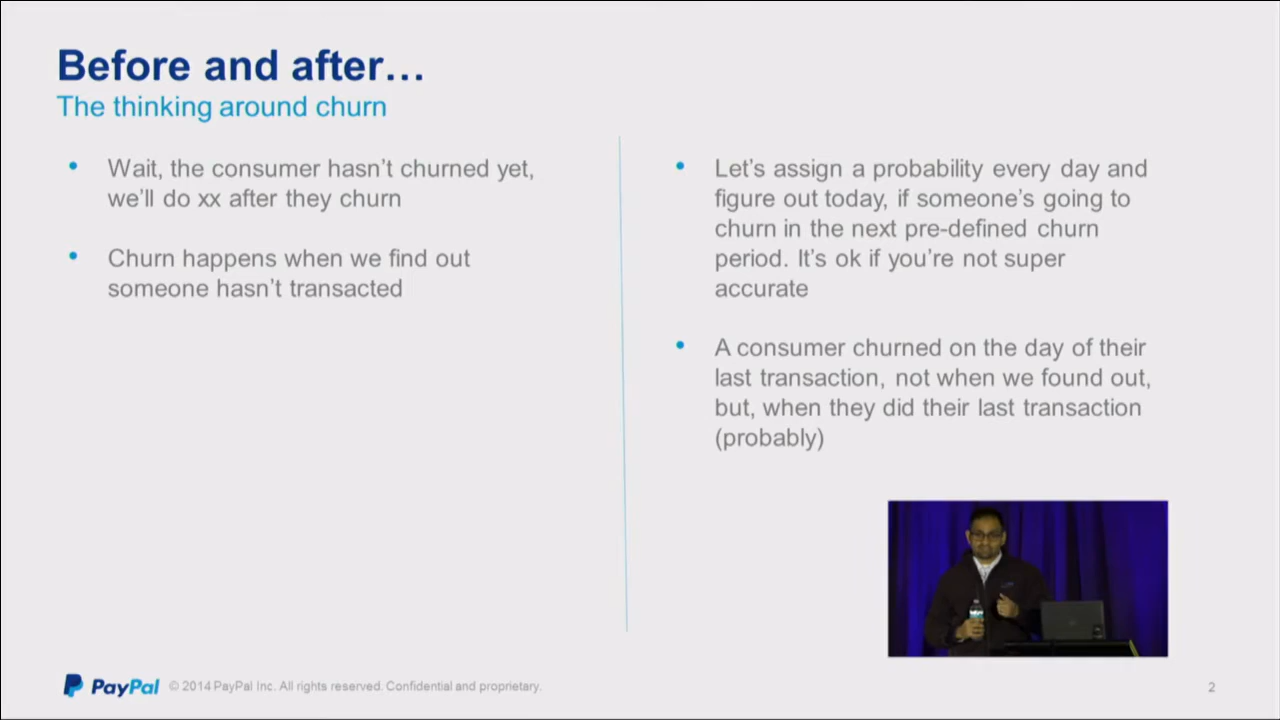 Before and after…
The thinking around churn
Wait, the consumer hasn’t churned yet,
we’ll do xx after they churn
Churn happens when we find out
someone hasn’t transacted
Let’s assign a probability every day and
figure out today, if someone’s going to
churn in the next pre-defined churn
period. It’s ok if you’re not super
accurate
A consumer churned on the day of their
last transaction, not when we found out,
but, when they did their last transaction
(probably)
PayPal © 2014 PayPal Inc. All rights reserved. Confidential and proprietary.
2